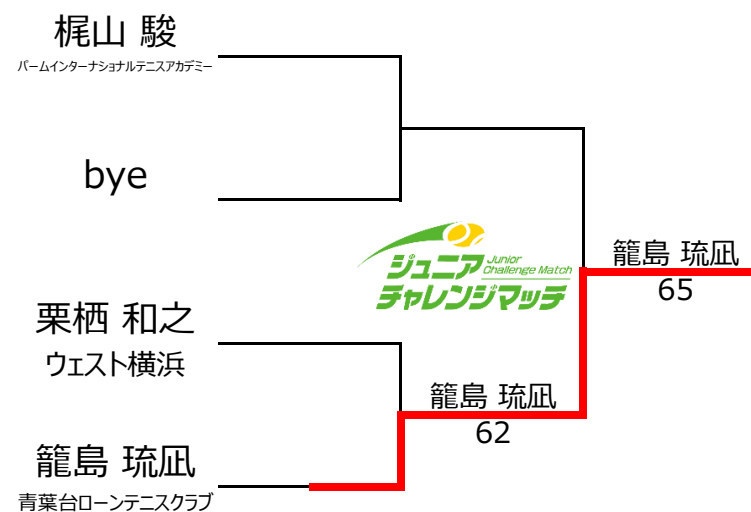 梶山 駿
パームインターナショナルテニスアカデミー
bye
ジュニア Junior Challenge Match
チャレンジマッチ
籠島 琉凪
65
栗栖 和之
ウェスト横浜
籠島 琉凪
62
籠島 琉凪
青葉台ローンテニスクラブ